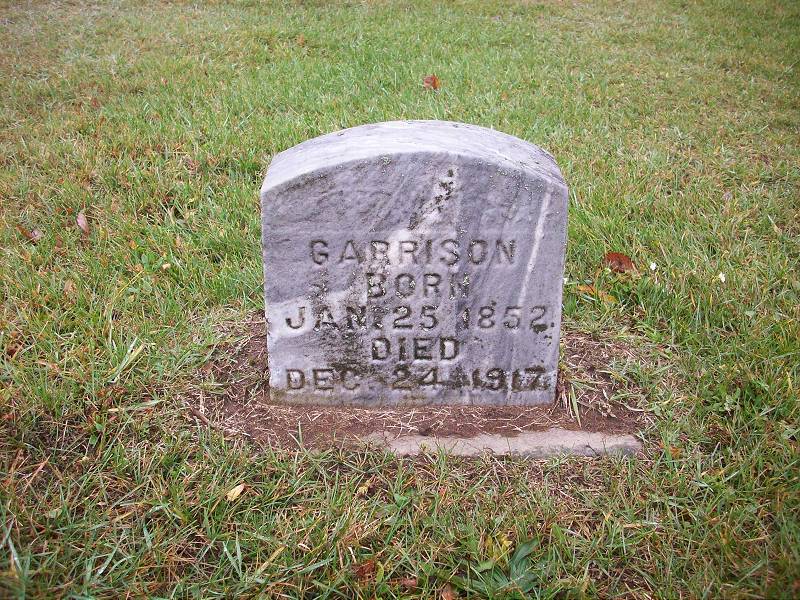 GARRISON
BORN
JAN. 25 1852.
DIED
DEC. 24 1917.